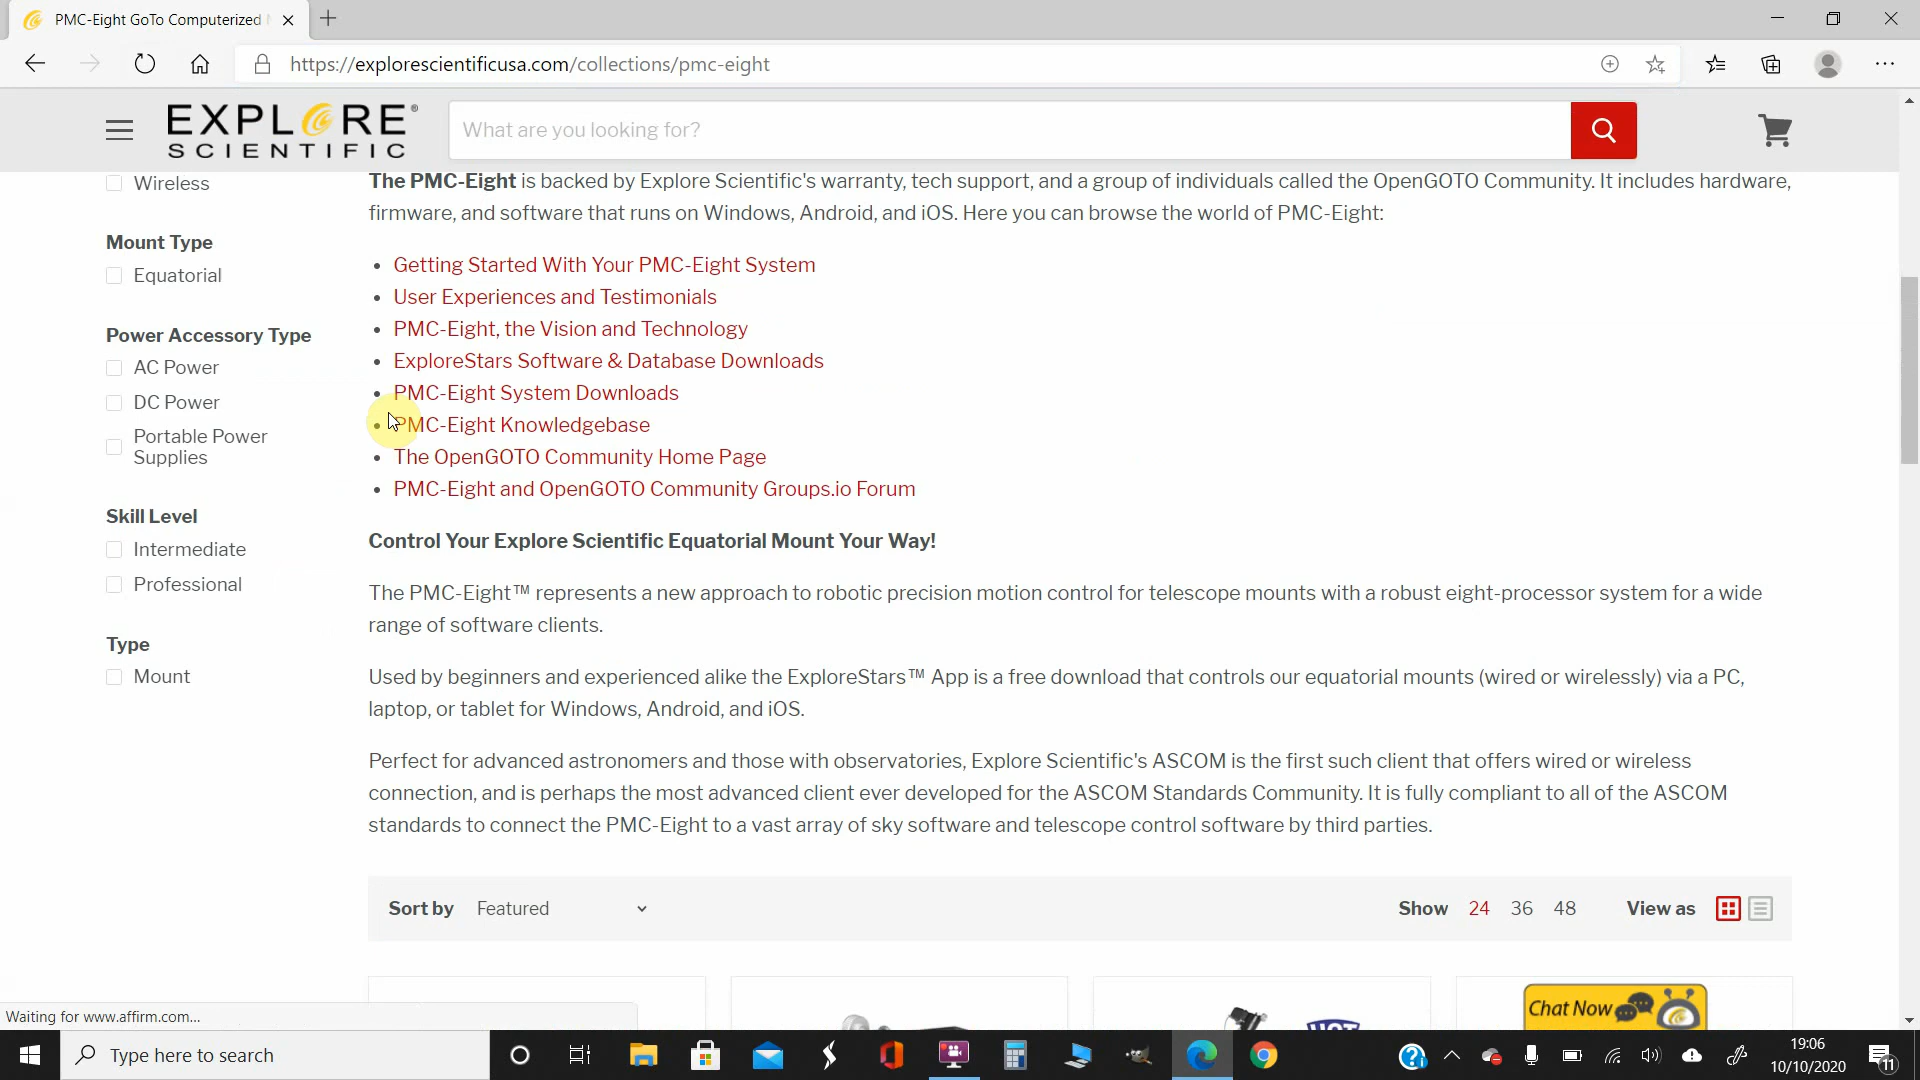 PMC-Eight GoTo Computerized
https://explorescientificusa.com/collections/pmc-eight
EXPLORE®
SCIENTIFIC
What are you looking for?
Wireless
Mount Type
Equatorial
Power Accessory Type
AC Power
DC Power
Portable Power
Supplies
Skill Level
Intermediate
Professional
Type
Mount
The PMC-Eight is backed by Explore Scientific's warranty, tech support, and a group of individuals called the OpenGOTO Community. It includes hardware,
firmware, and software that runs on Windows, Android, and iOS. Here you can browse the world of PMC-Eight:
• Getting Started With Your PMC-Eight System
• User Experiences and Testimonials
• PMC-Eight, the Vision and Technology
• ExploreStars Software & Database Downloads
• PMC-Eight System Downloads
• PMC-Eight Knowledgebase
• The OpenGOTO Community Home Page
• PMC-Eight and OpenGOTO Community Groups.io Forum
Control Your Explore Scientific Equatorial Mount Your Way!
The PMC-Eight™ represents a new approach to robotic precision motion control for telescope mounts with a robust eight-processor system for a wide
range of software clients.
Used by beginners and experienced alike the ExploreStars™ App is a free download that controls our equatorial mounts (wired or wirelessly) via a PC,
laptop, or tablet for Windows, Android, and iOS.
Perfect for advanced astronomers and those with observatories, Explore Scientific's ASCOM is the first such client that offers wired or wireless
connection, and is perhaps the most advanced client ever developed for the ASCOM Standards Community. It is fully compliant to all of the ASCOM
standards to connect the PMC-Eight to a vast array of sky software and telescope control software by third parties.
Sort by Featured Show 24 36 48 View as
HOT
Chat Now
Waiting for www.affirm.com...
Type here to search
19:06
10/10/2020
11